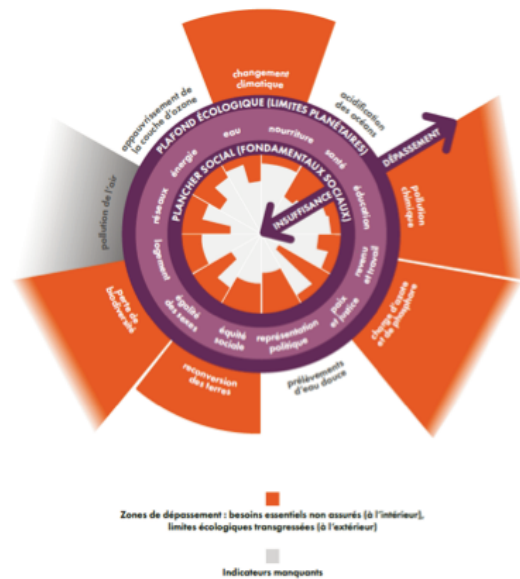 changement
climatique
appauvrissement de
la couche d'ozone
acidification
des océans
PLAFOND ÉCOLOGIQUE (LIMITES PLANÉTAIRES)
DÉPASSEMENT
eau
nourriture
santé
énergie
PLANCHER SOCIAL (FONDAMENTAUX SOCIAUX)
INSUFFISANCE
éducation
pollution
chimique
pollution de l'air
réseaux
logement
revenu
et travail
égalité
des sexes
équité
sociale
représentation
politique
paix
et justice
perte de
biodiversité
charge d'azote
et de phosphore
reconversion
des terres
prélèvements
d'eau douce
Zones de dépassement : besoins essentiels non assurés (à l'intérieur),
limites écologiques transgressées (à l'extérieur)
Indicateurs manquants